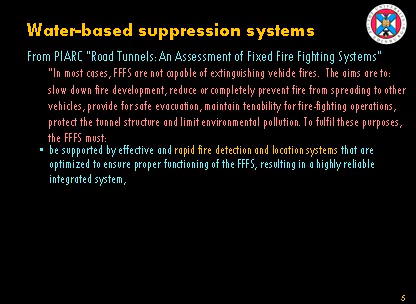 Water-based suppression systems
From PIARC "Road Tunnels: An Assessment of Fixed Fire Fighting Systems"
"In most cases, FFFS are not capable of extinguishing vehicle fires. The aims are to:
slow down fire development, reduce or completely prevent fire from spreading to other
vehicles, provide for safe evacuation, maintain tenability for fire-fighting operations,
protect the tunnel structure and limit environmental pollution. To fulfil these purposes,
the FFFS must:
• be supported by effective and rapid fire detection and location systems that are
optimized to ensure proper functioning of the FFFS, resulting in a highly reliable
integrated system,
5